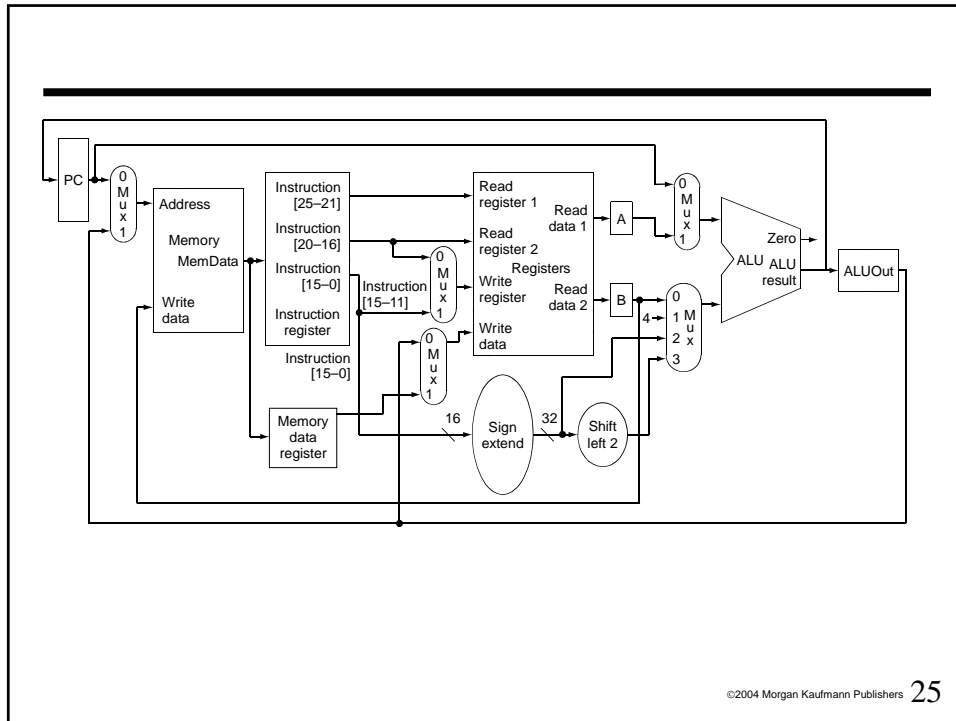 PC
0
M
u
x
1
Address
Memory
MemData
Write
data
Instruction
[25–21]
Instruction
[20–16]
Instruction
[15–0]
Instruction
register
Instruction
[15–0]
Memory
data
register
Instruction
[15–11]
0
M
u
x
1
0
M
u
x
1
16
Read
register 1
Read
register 2
Registers
Write
register
Write
data
Read
data 1
Read
data 2
Sign
extend
32
Shift
left 2
A
B
4
0
M
u
x
1
0
1
2
3
M
u
x
Zero
ALU
ALU
result
ALUOut
©2004 Morgan Kaufmann Publishers 25